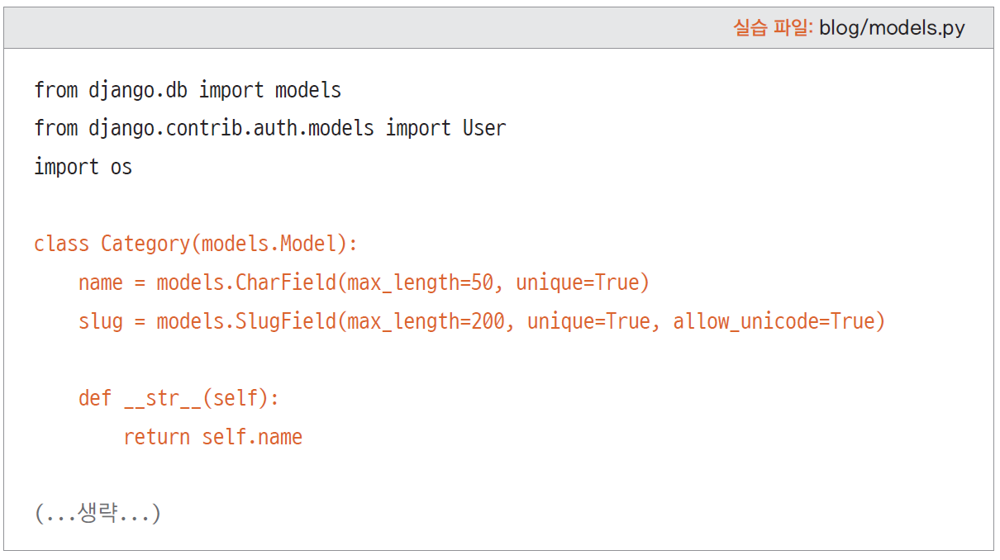 실습 파일: blog/models.py
from django.db import models
from django.contrib.auth.models import User
import os
class Category(models.Model):
    name = models.CharField(max_length=50, unique=True)
    slug = models.SlugField(max_length=200, unique=True, allow_unicode=True)
    def __str__(self):
        return self.name
(...생략...)